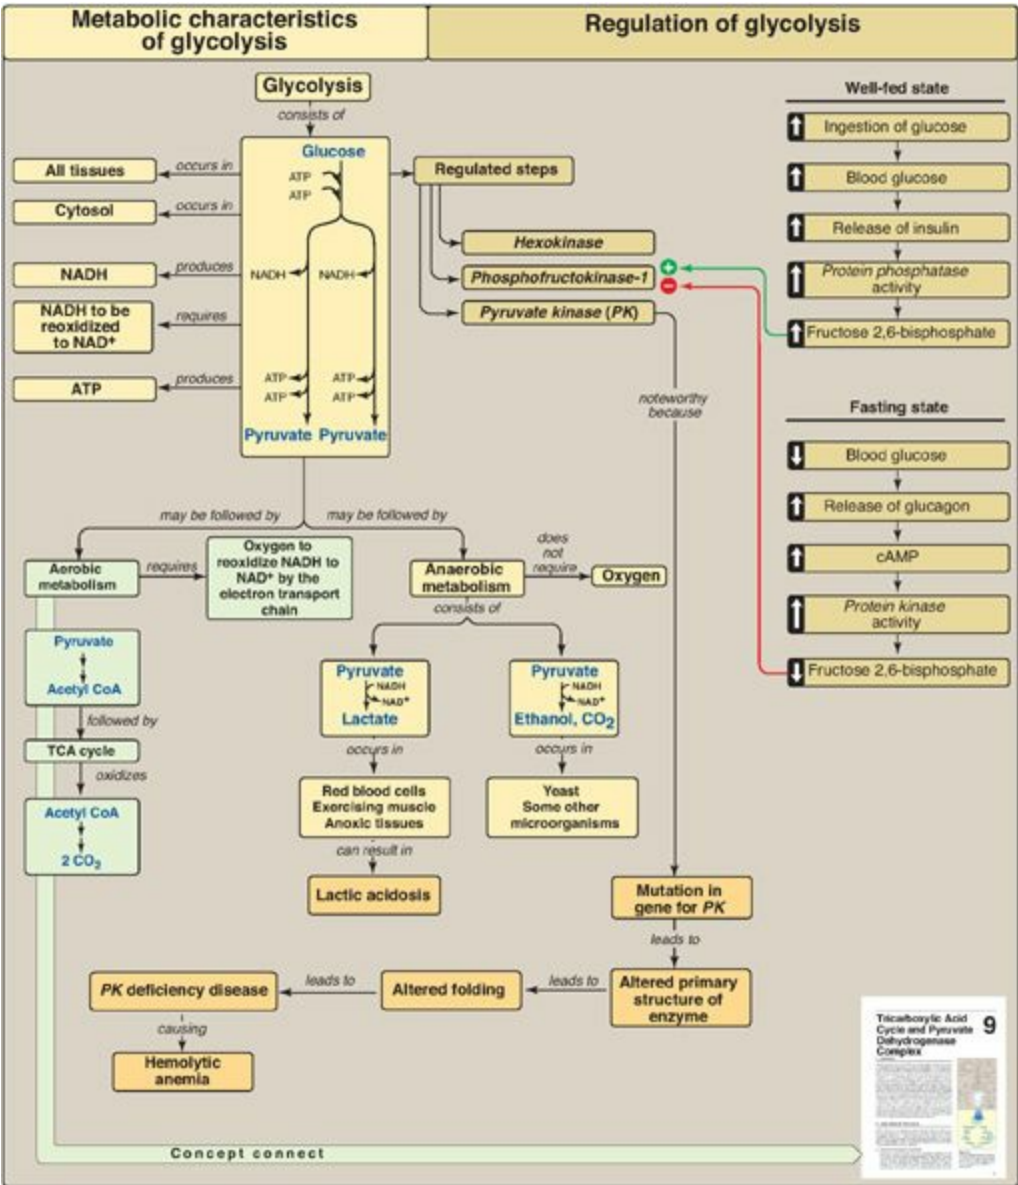 Metabolic characteristics
of glycolysis
Regulation of glycolysis
Glycolysis
consists of
Glucose
ATP
ATP
NADH
NADH
ATP
ATP
ATP
ATP
Pyruvate
Pyruvate
occurs in
All tissues
occurs in
Cytosol
produces
NADH
requires
NADH to be
reoxidized
to NAD+
produces
ATP
Regulated steps
Hexokinase
Phosphofructokinase-1
+
−
Pyruvate kinase (PK)
noteworthy
because
Well-fed state
Ingestion of glucose
Blood glucose
Release of insulin
Protein phosphatase
activity
Fructose 2,6-bisphosphate
Fasting state
Blood glucose
Release of glucagon
cAMP
Protein kinase
activity
Fructose 2,6-bisphosphate
may be followed by
may be followed by
Aerobic
metabolism
requires
Oxygen to
reoxidize NADH to
NAD+ by the
electron transport
chain
Anaerobic
metabolism
does
not
require
Oxygen
consists of
Pyruvate
Acetyl CoA
followed by
TCA cycle
oxidizes
Acetyl CoA
2 CO2
Pyruvate
NADH
NAD+
Lactate
occurs in
Red blood cells
Exercising muscle
Anoxic tissues
can result in
Lactic acidosis
Pyruvate
NADH
NAD+
Ethanol, CO2
occurs in
Yeast
Some other
microorganisms
Mutation in
gene for PK
leads to
Altered primary
structure of
enzyme
leads to
Altered folding
leads to
PK deficiency disease
causing
Hemolytic
anemia
Tricarboxylic Acid
Cycle and Pyruvate
Dehydrogenase
Complex
9
Concept connect